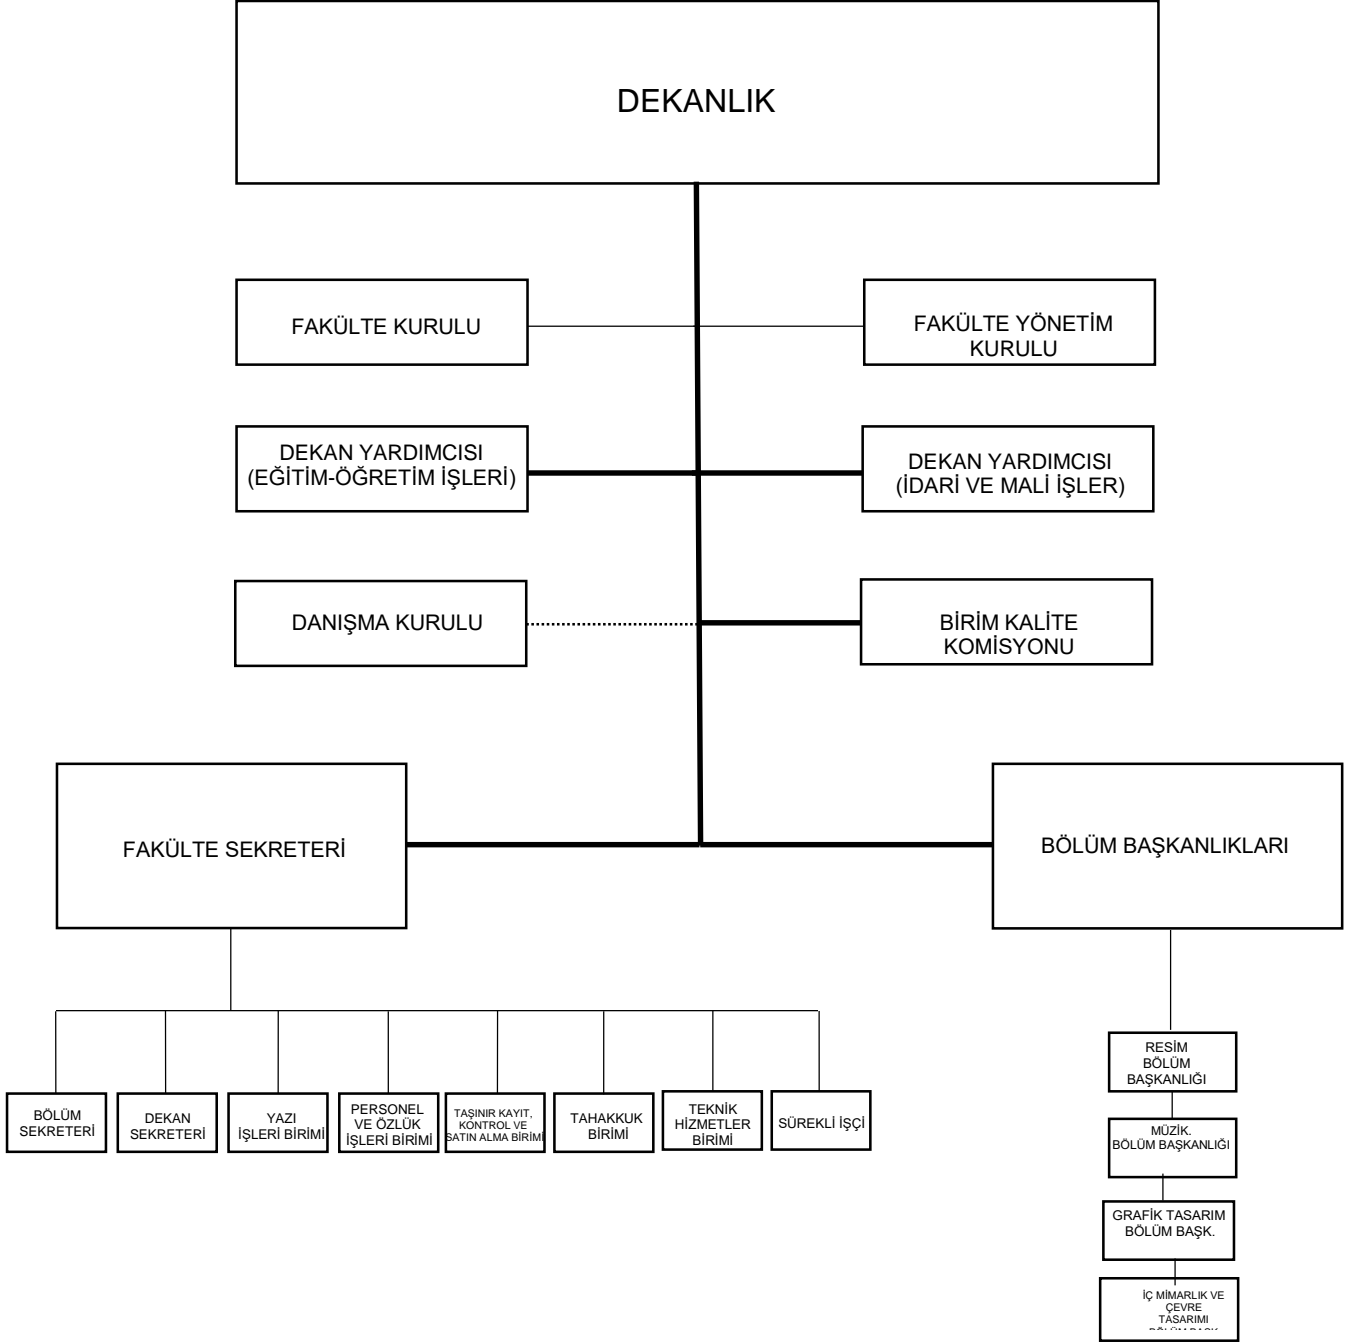 DEKANLIK
FAKÜLTE KURULU
FAKÜLTE YÖNETİM
KURULU
DEKAN YARDIMCISI
(EĞİTİM-ÖĞRETİM İŞLERİ)
DEKAN YARDIMCISI
(İDARİ VE MALİ İŞLER)
DANIŞMA KURULU
BİRİM KALİTE
KOMİSYONU
FAKÜLTE SEKRETERİ
BÖLÜM BAŞKANLIKLARI
BÖLÜM
SEKRETERİ
DEKAN
SEKRETERİ
YAZI
İŞLERİ BİRİMİ
PERSONEL
VE ÖZLÜK
İŞLERİ BİRİMİ
TAŞINIR KAYIT,
KONTROL VE
SATIN ALMA BİRİMİ
TAHAKKUK
BİRİMİ
TEKNİK
HİZMETLER
BİRİMİ
SÜREKLİ İŞÇİ
RESİM
BÖLÜM
BAŞKANLIĞI
MÜZİK.
BÖLÜM BAŞKANLIĞI
GRAFİK TASARIM
BÖLÜM BAŞK.
İÇ MİMARLIK VE
ÇEVRE
TASARIMI